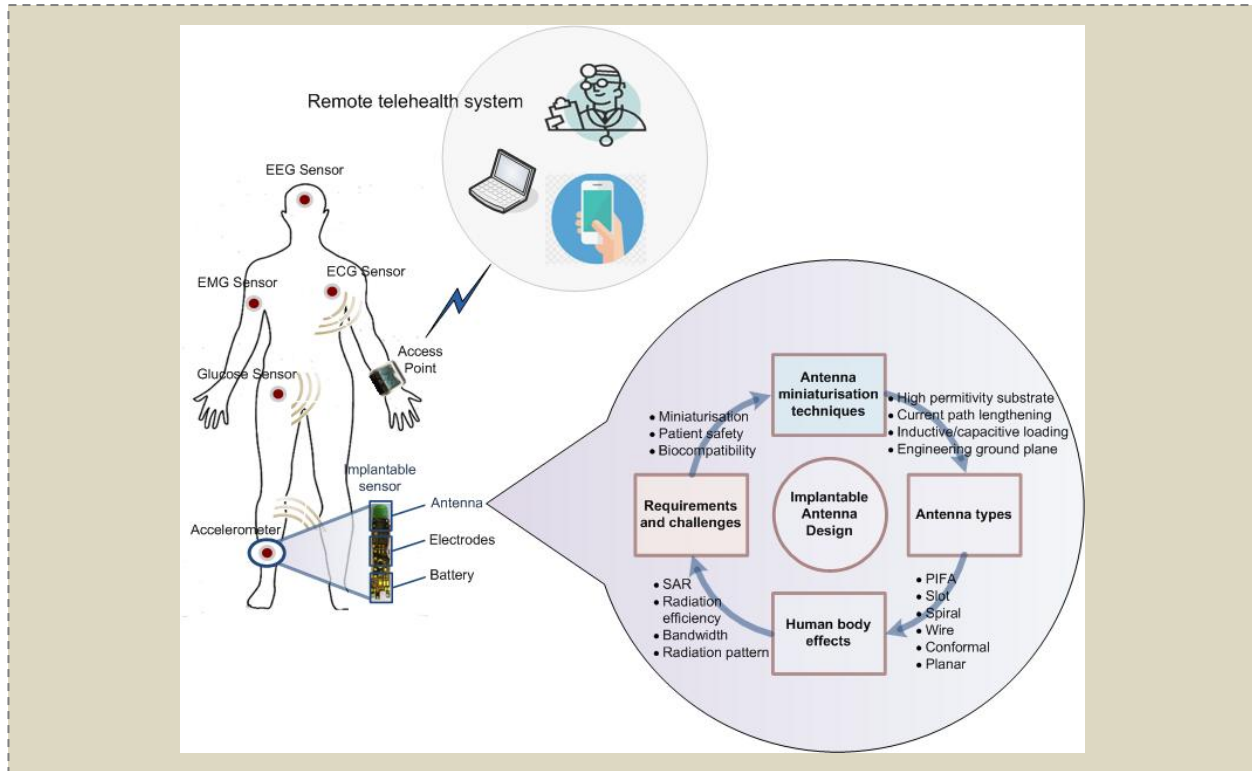 Remote telehealth system
EEG Sensor
EMG Sensor
ECG Sensor
Access
Point
Glucose Sensor
Implantable
sensor
Accelerometer
Antenna
Electrodes
Battery
Antenna
miniaturisation
techniques
• High permitivity substrate
• Current path lengthening
• Inductive/capacitive loading
• Engineering ground plane
• Miniaturisation
• Patient safety
• Biocompatibility
Requirements
and challenges
Implantable
Antenna
Design
Antenna types
• SAR
• Radiation
efficiency
• Bandwidth
• Radiation pattern
Human body
effects
• PIFA
• Slot
• Spiral
• Wire
• Conformal
• Planar